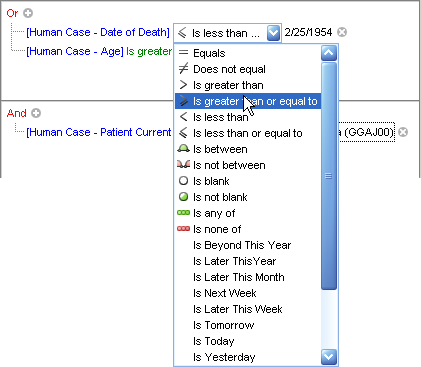 Or
[Human Case - Date of Death] Is less than ... 2/25/1954
[Human Case - Age] Is greater
And
[Human Case - Patient Current a (GGAJ00)
Equals
Does not equal
Is greater than
Is greater than or equal to
Is less than
Is less than or equal to
Is between
Is not between
Is blank
Is not blank
Is any of
Is none of
Is Beyond This Year
Is Later ThisYear
Is Later This Month
Is Next Week
Is Later This Week
Is Tomorrow
Is Today
Is Yesterday